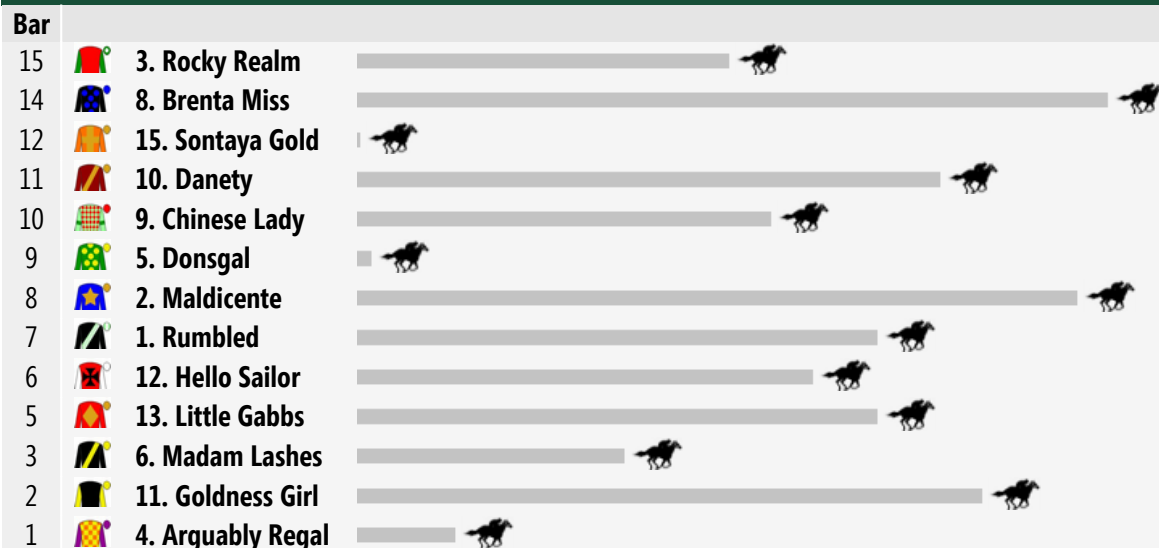 Bar
15 3. Rocky Realm
14 8. Brenta Miss
12 15. Sontaya Gold
11 10. Danety
10 9. Chinese Lady
9 5. Donsgal
8 2. Maldicente
7 1. Rumbled
6 12. Hello Sailor
5 13. Little Gabbs
3 6. Madam Lashes
2 11. Goldness Girl
1 4. Arguably Regal